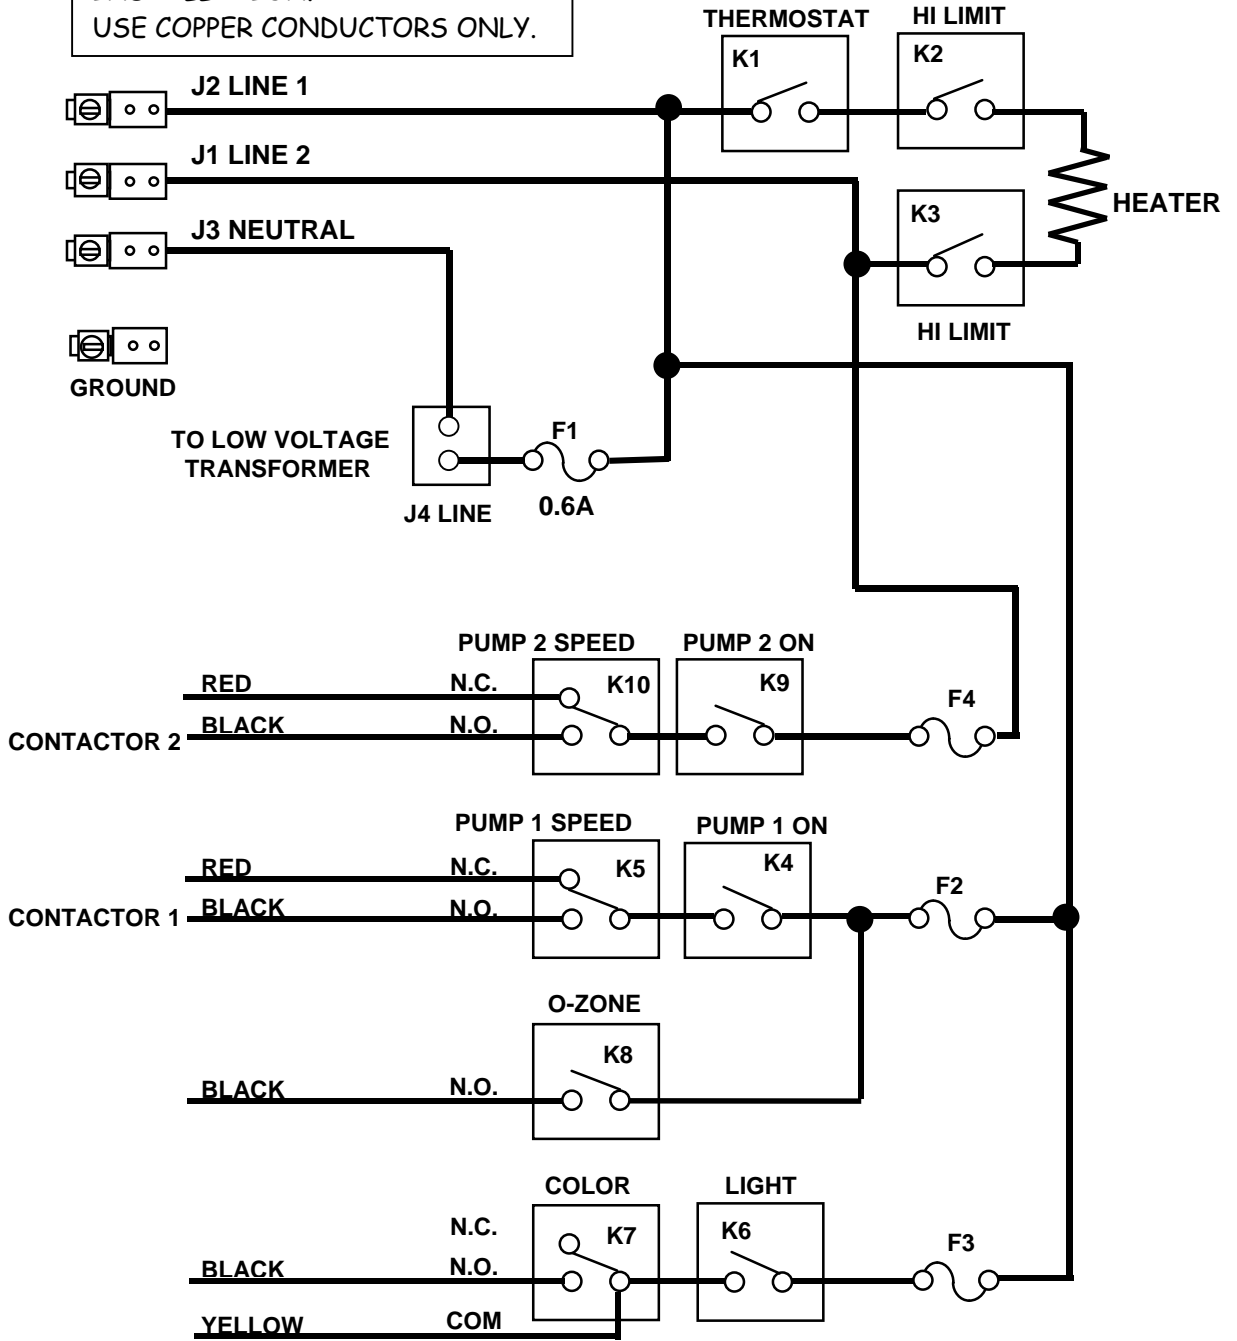 USE COPPER CONDUCTORS ONLY.
THERMOSTAT
HI LIMIT
K1
K2
J2 LINE 1
J1 LINE 2
J3 NEUTRAL
K3
HEATER
HI LIMIT
GROUND
TO LOW VOLTAGE
TRANSFORMER
F1
J4 LINE
0.6A
PUMP 2 SPEED
PUMP 2 ON
RED
N.C.
K10
K9
F4
BLACK
N.O.
CONTACTOR 2
PUMP 1 SPEED
PUMP 1 ON
RED
N.C.
K5
K4
F2
BLACK
N.O.
CONTACTOR 1
O-ZONE
K8
BLACK
N.O.
COLOR
LIGHT
N.C.
K7
K6
F3
BLACK
N.O.
YELLOW
COM